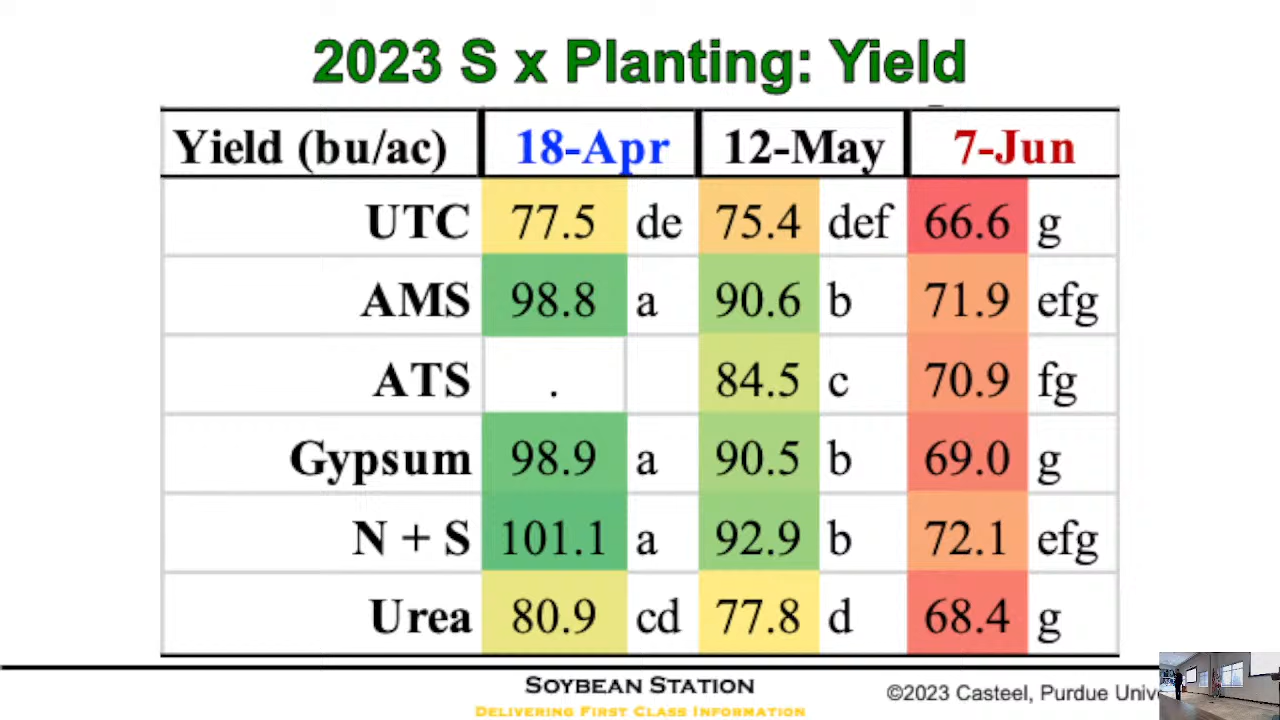 2023 S x Planting: Yield
Yield (bu/ac) 18-Apr 12-May 7-Jun
UTC 77.5 de 75.4 def 66.6 g
AMS 98.8 a 90.6 b 71.9 efg
ATS . 84.5 c 70.9 fg
Gypsum 98.9 a 90.5 b 69.0 g
N + S 101.1 a 92.9 b 72.1 efg
Urea 80.9 cd 77.8 d 68.4 g
SOYBEAN STATION
DELIVERING FIRST CLASS INFORMATION
©2023 Casteel, Purdue Unive